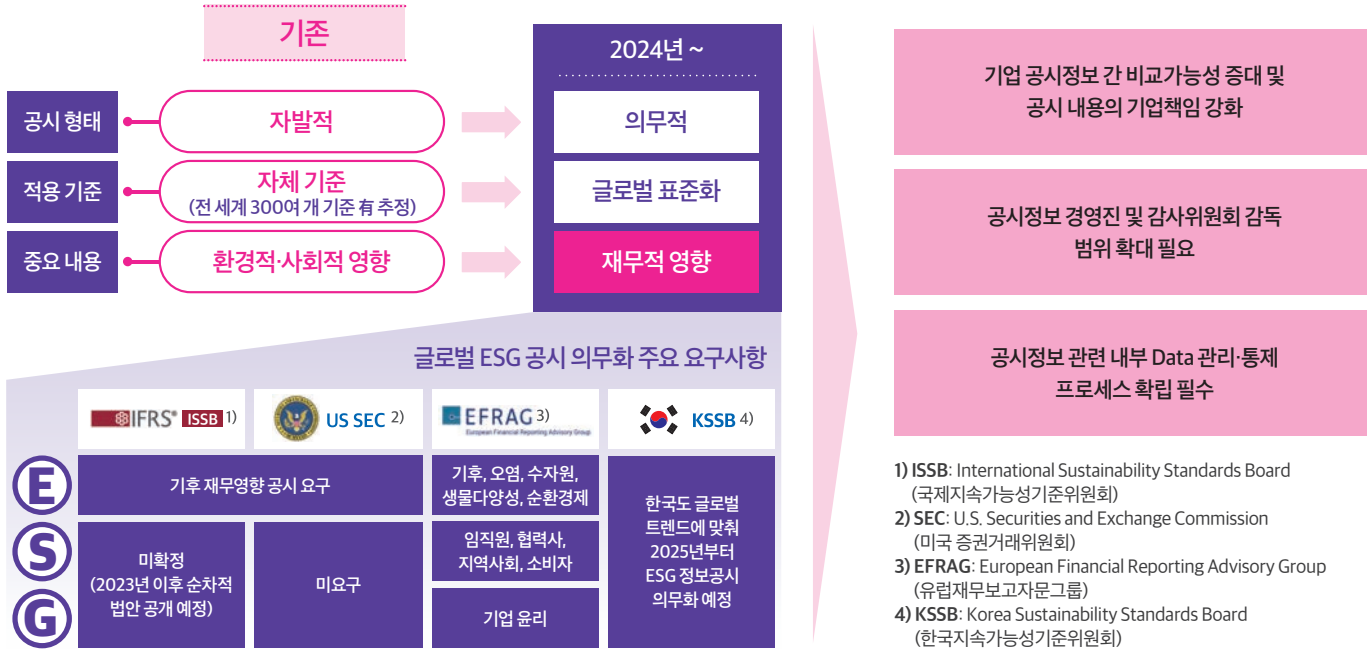 기존
2024년 ~
공시 형태
자발적
의무적
적용 기준
자체 기준
(전 세계 300여 개 기준 有 추정)
글로벌 표준화
중요 내용
환경적·사회적 영향
재무적 영향
글로벌 ESG 공시 의무화 주요 요구사항
IFRS® ISSB 1)
US SEC 2)
EFRAG 3)
European Financial Reporting Advisory Group
KSSB 4)
E
기후 재무영향 공시 요구
기후, 오염, 수자원,
생물다양성, 순환경제
한국도 글로벌
트렌드에 맞춰
2025년부터
ESG 정보공시
의무화 예정
S
미확정
(2023년 이후 순차적
법안 공개 예정)
미요구
임직원, 협력사,
지역사회, 소비자
G
기업 윤리
기업 공시정보 간 비교가능성 증대 및
공시 내용의 기업책임 강화
공시정보 경영진 및 감사위원회 감독
범위 확대 필요
공시정보 관련 내부 Data 관리·통제
프로세스 확립 필수
1) ISSB: International Sustainability Standards Board
(국제지속가능성기준위원회)
2) SEC: U.S. Securities and Exchange Commission
(미국 증권거래위원회)
3) EFRAG: European Financial Reporting Advisory Group
(유럽재무보고자문그룹)
4) KSSB: Korea Sustainability Standards Board
(한국지속가능성기준위원회)